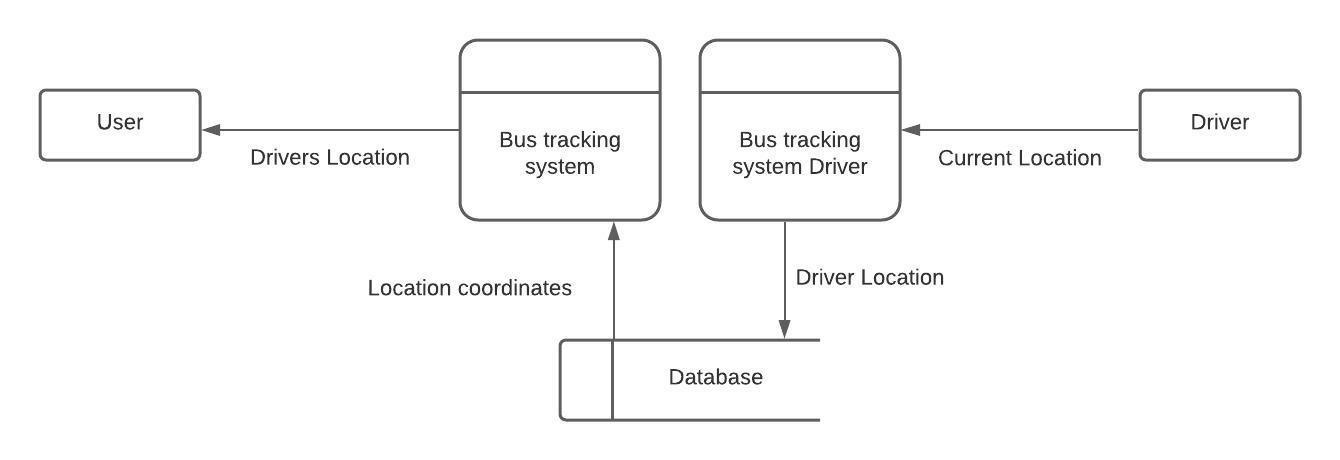 User
Drivers Location
Bus tracking
system
Bus tracking
system Driver
Current Location
Driver
Location coordinates
Driver Location
Database